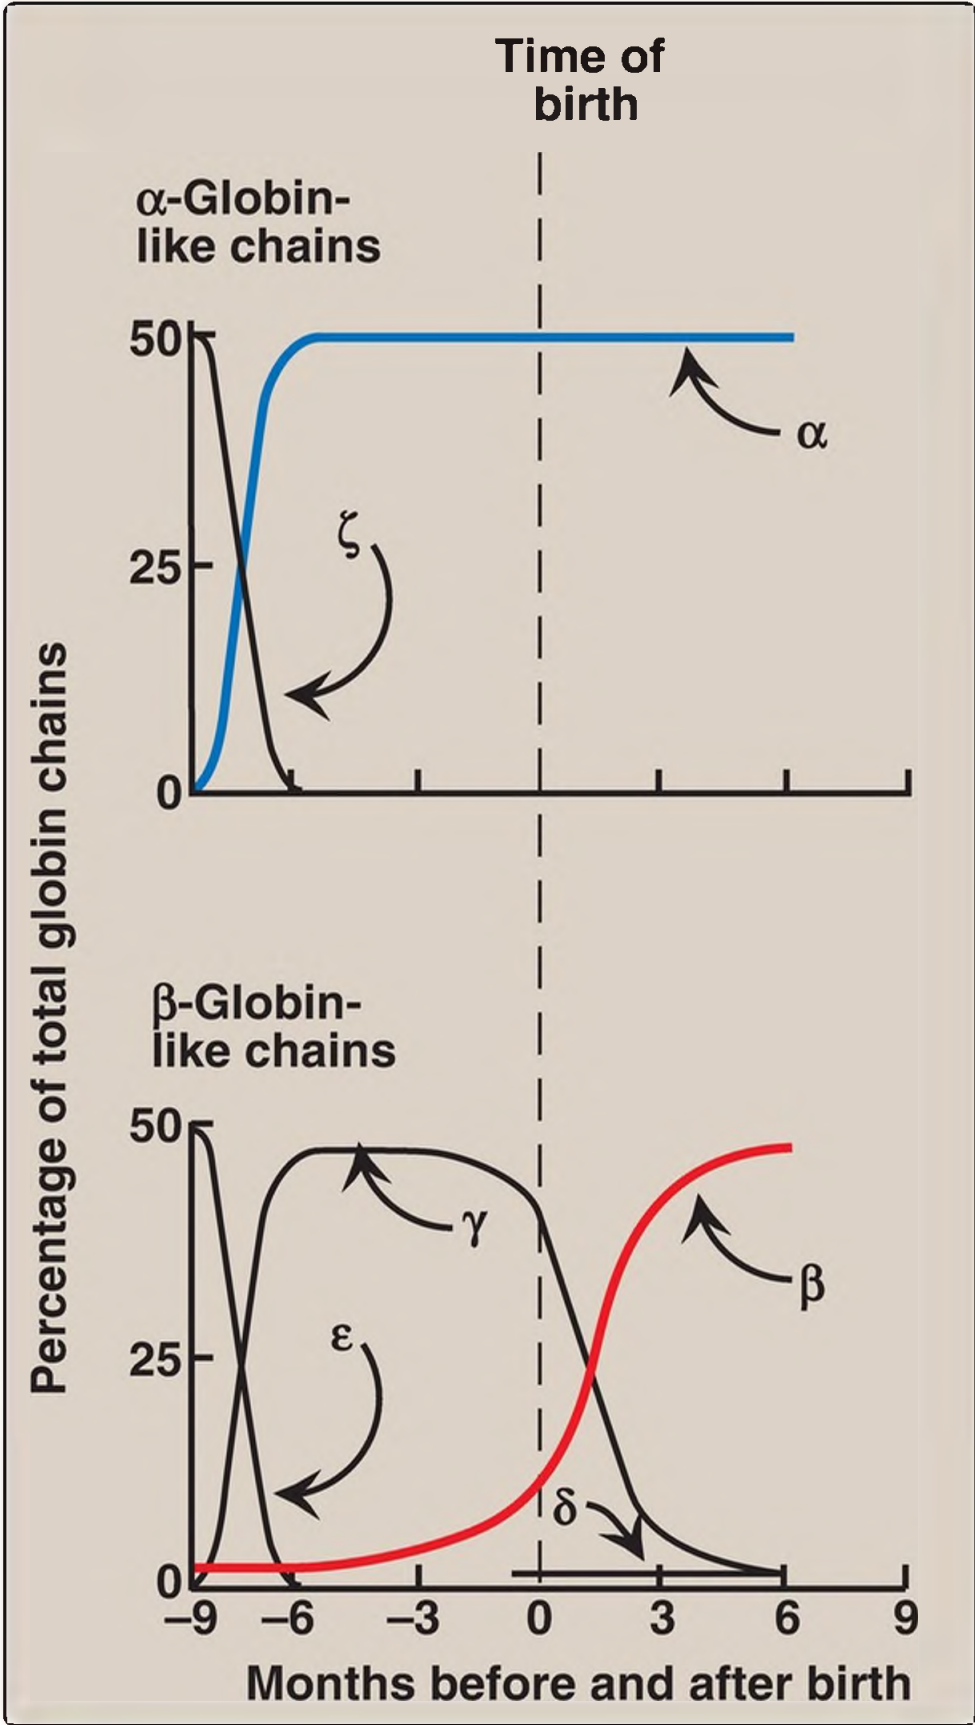 Time of
birth
α-Globin-
like chains
50
α
ζ
25
0
Percentage of total globin chains
β-Globin-
like chains
50
γ
β
ε
25
δ
0
–9 –6 –3 0 3 6 9
Months before and after birth